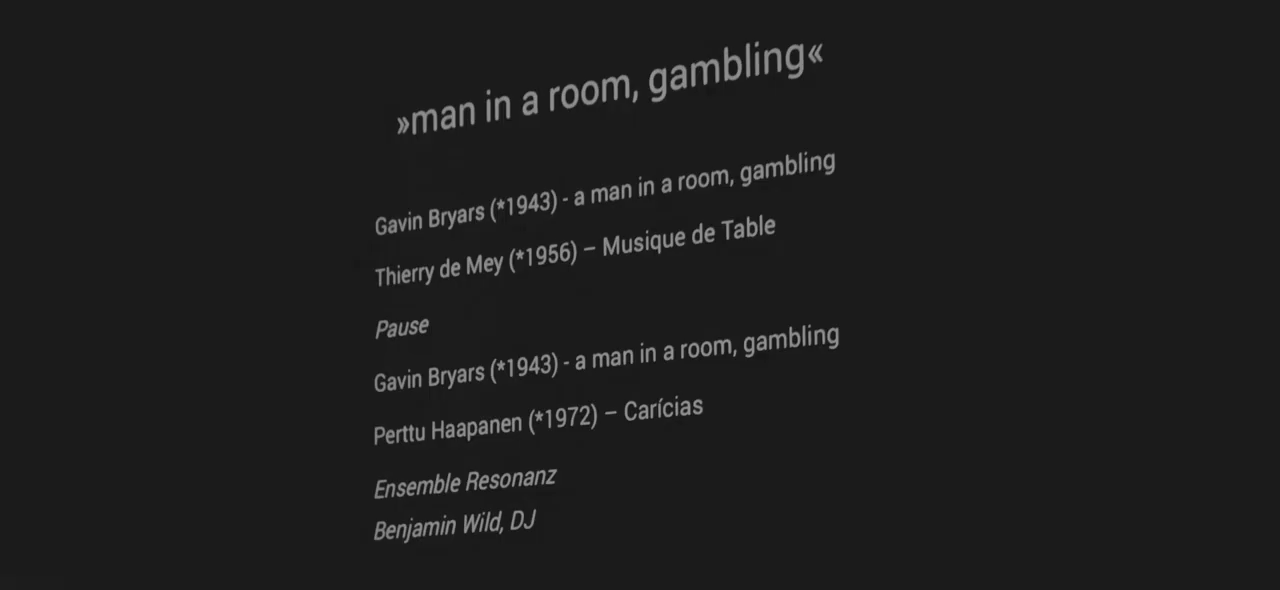 »man in a room, gambling«
Gavin Bryars (*1943) - a man in a room, gambling
Thierry de Mey (*1956) – Musique de Table
Pause
Gavin Bryars (*1943) - a man in a room, gambling
Perttu Haapanen (*1972) – Carícias
Ensemble Resonanz
Benjamin Wild, DJ